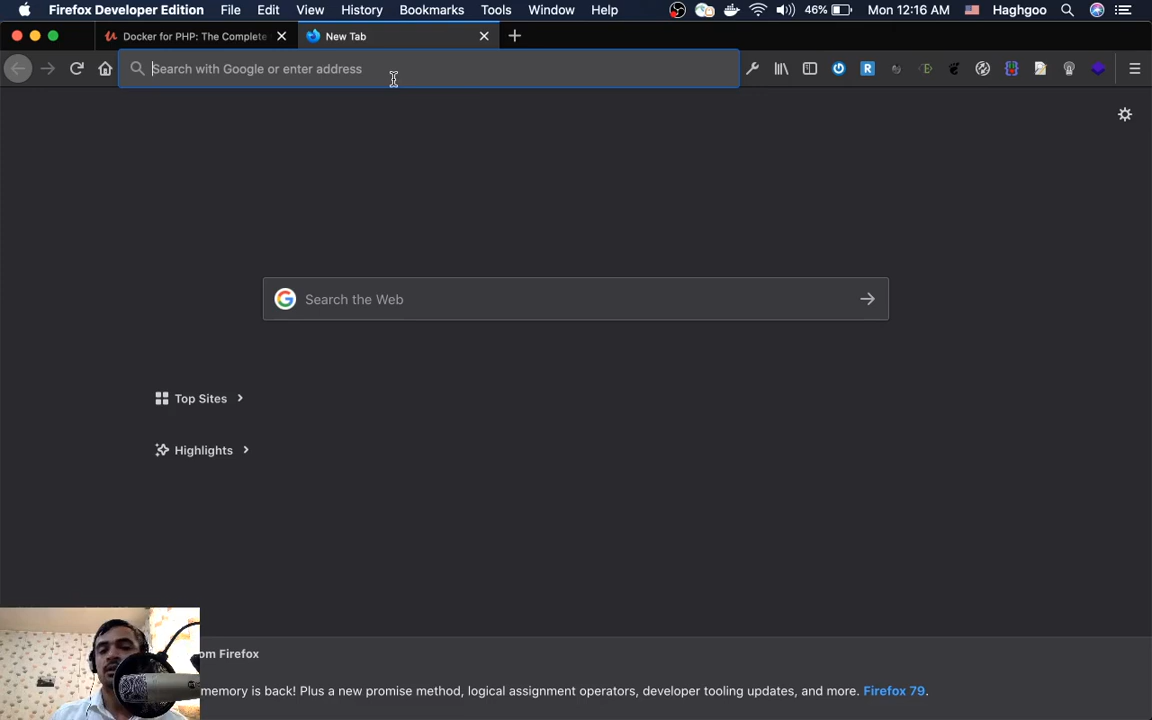 Firefox Developer Edition File Edit View History Bookmarks Tools Window Help 46% Mon 12:16 AM Haghgoo
Docker for PHP: The Complete New Tab
Search with Google or enter address
Search the Web
Top Sites
Highlights
om Firefox
memory is back! Plus a new promise method, logical assignment operators, developer tooling updates, and more. Firefox 79.